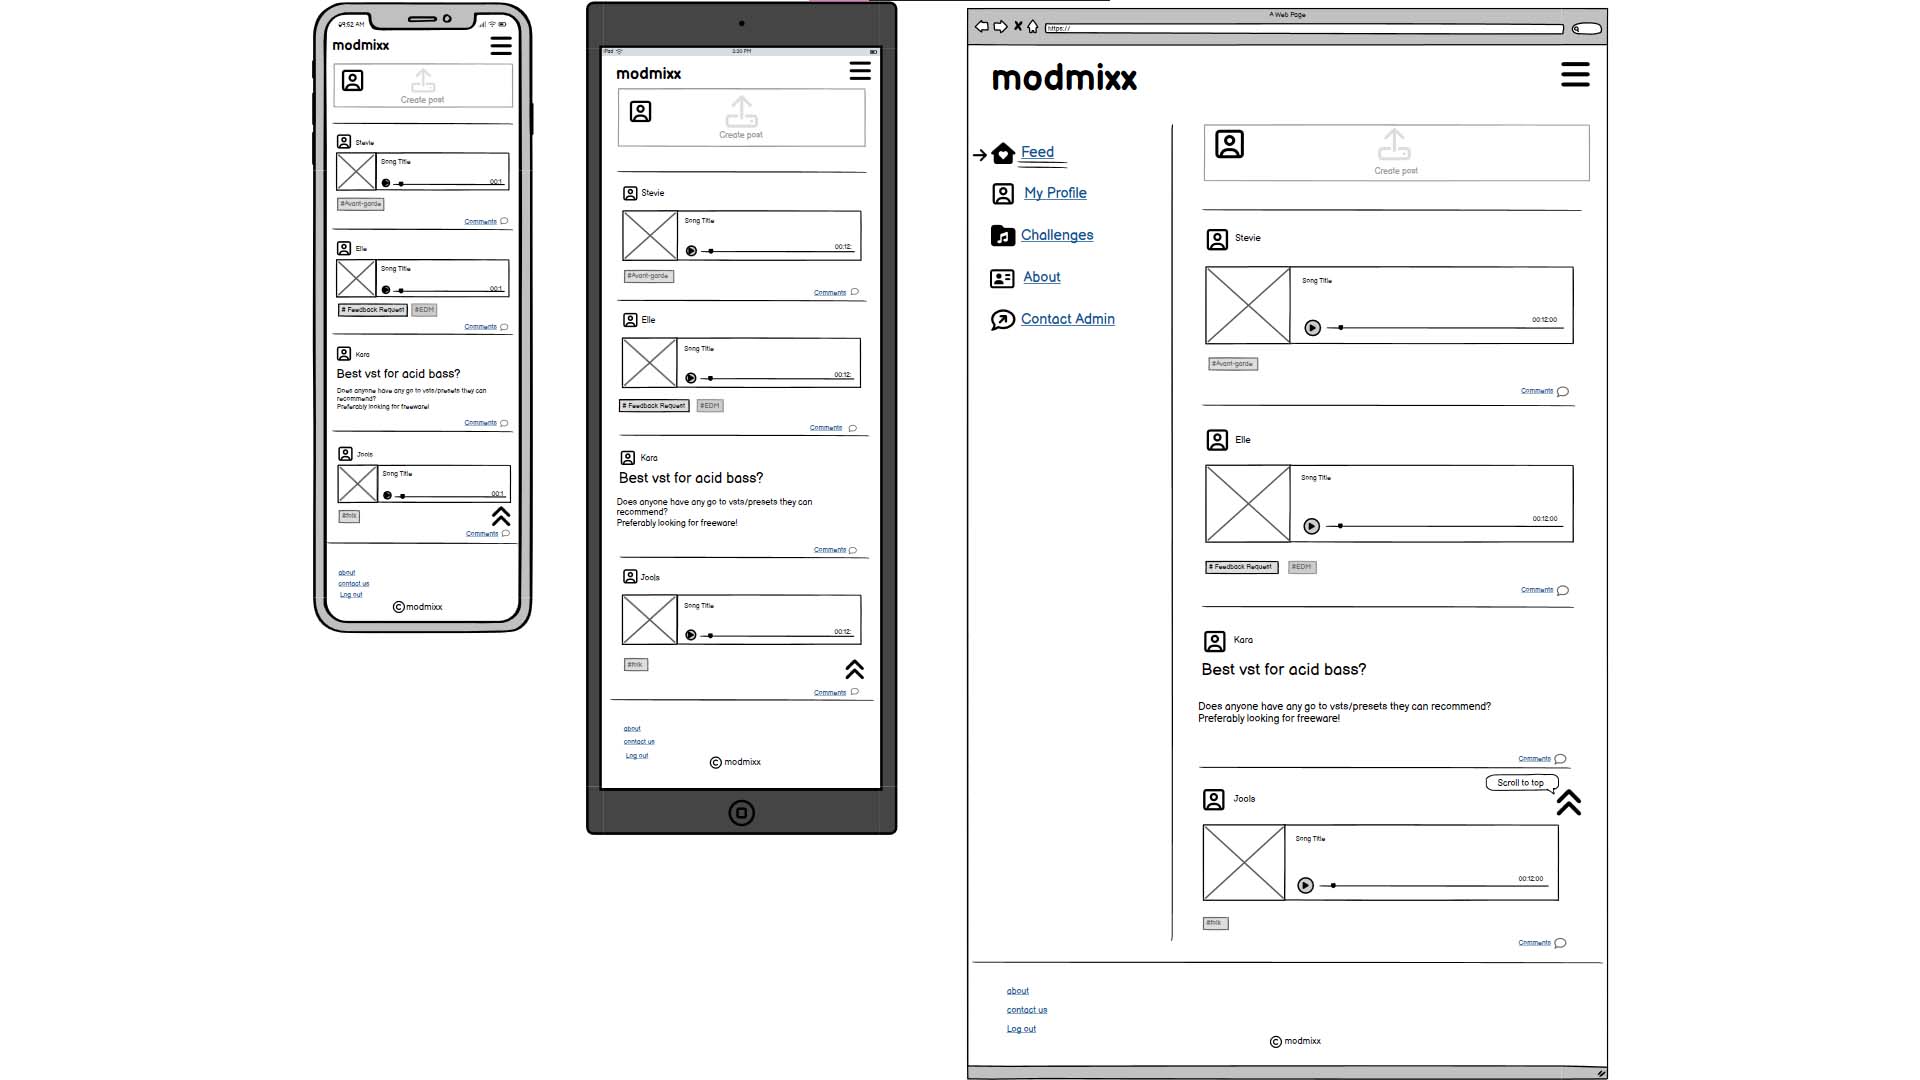 09:52 AM
modmixx
Create post
Stevie
Song Title
00:1
#Avant-garde
Comments
Elle
Song Title
00:1
# Feedback Request
#EDM
Comments
Kara
Best vst for acid bass?
Does anyone have any go to vsts/presets they can
recommend?
Preferably looking for freeware!
Comments
Jools
Song Title
00:1
#folk
Comments
about
contact us
Log out
© modmixx
iPad
3:30 PM
modmixx
Create post
Stevie
Song Title
00:12:
#Avant-garde
Comments
Elle
Song Title
00:12:
# Feedback Request
#EDM
Comments
Kara
Best vst for acid bass?
Does anyone have any go to vsts/presets they can
recommend?
Preferably looking for freeware!
Comments
Jools
Song Title
00:12:
#folk
Comments
about
contact us
Log out
© modmixx
A Web Page
https://
modmixx
Feed
My Profile
Challenges
About
Contact Admin
Create post
Stevie
Song Title
00:12:00
#Avant-garde
Comments
Elle
Song Title
00:12:00
# Feedback Request
#EDM
Comments
Kara
Best vst for acid bass?
Does anyone have any go to vsts/presets they can recommend?
Preferably looking for freeware!
Comments
Scroll to top
Jools
Song Title
00:12:00
#folk
Comments
about
contact us
Log out
© modmixx